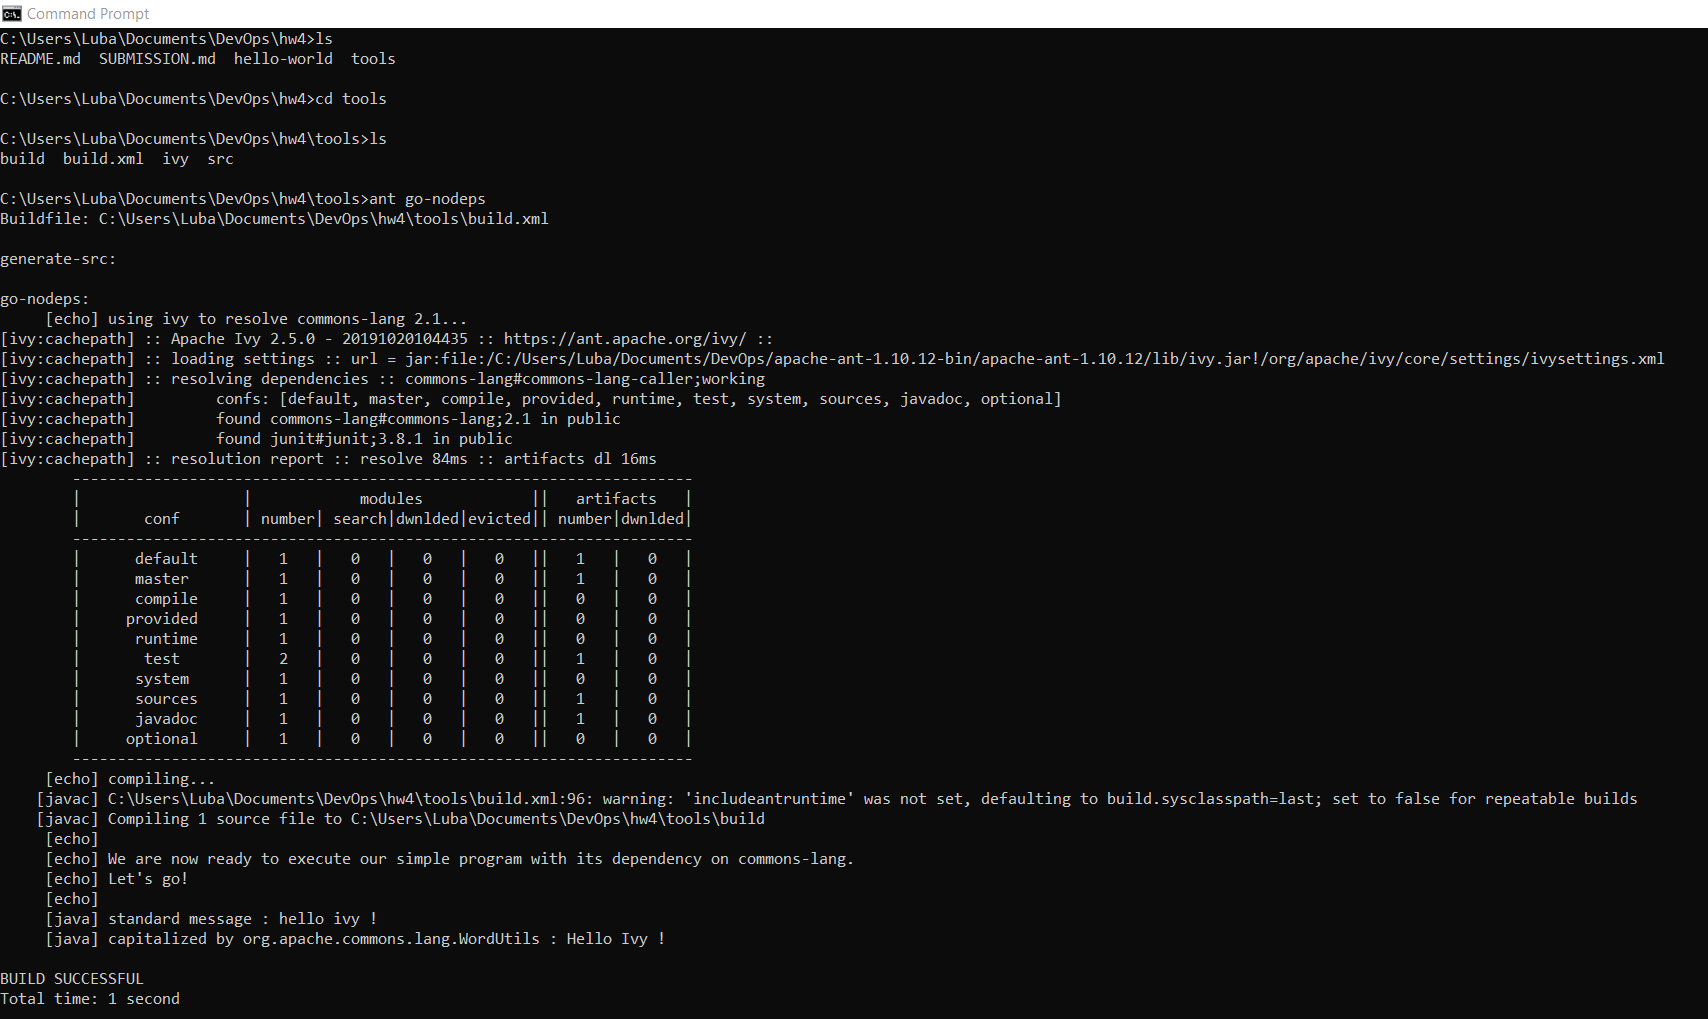 Command Prompt
C:\Users\Luba\Documents\DevOps\hw4>ls
README.md  SUBMISSION.md  hello-world  tools
C:\Users\Luba\Documents\DevOps\hw4>cd tools
C:\Users\Luba\Documents\DevOps\hw4\tools>ls
build  build.xml  ivy  src
C:\Users\Luba\Documents\DevOps\hw4\tools>ant go-nodeps
Buildfile: C:\Users\Luba\Documents\DevOps\hw4\tools\build.xml
generate-src:
go-nodeps:
     [echo] using ivy to resolve commons-lang 2.1...
[ivy:cachepath] :: Apache Ivy 2.5.0 - 20191020104435 :: https://ant.apache.org/ivy/ ::
[ivy:cachepath] :: loading settings :: url = jar:file:/C:/Users/Luba/Documents/DevOps/apache-ant-1.10.12-bin/apache-ant-1.10.12/lib/ivy.jar!/org/apache/ivy/core/settings/ivysettings.xml
[ivy:cachepath] :: resolving dependencies :: commons-lang#commons-lang-caller;working
[ivy:cachepath]         confs: [default, master, compile, provided, runtime, test, system, sources, javadoc, optional]
[ivy:cachepath]         found commons-lang#commons-lang;2.1 in public
[ivy:cachepath]         found junit#junit;3.8.1 in public
[ivy:cachepath] :: resolution report :: resolve 84ms :: artifacts dl 16ms
        ---------------------------------------------------------------------
        |                  |            modules            ||   artifacts   |
        |       conf       | number| search|dwnlded|evicted|| number|dwnlded|
        ---------------------------------------------------------------------
        |      default     |   1   |   0   |   0   |   0   ||   1   |   0   |
        |      master      |   1   |   0   |   0   |   0   ||   1   |   0   |
        |      compile     |   1   |   0   |   0   |   0   ||   0   |   0   |
        |     provided     |   1   |   0   |   0   |   0   ||   0   |   0   |
        |      runtime     |   1   |   0   |   0   |   0   ||   0   |   0   |
        |       test       |   2   |   0   |   0   |   0   ||   1   |   0   |
        |      system      |   1   |   0   |   0   |   0   ||   0   |   0   |
        |      sources     |   1   |   0   |   0   |   0   ||   1   |   0   |
        |      javadoc     |   1   |   0   |   0   |   0   ||   1   |   0   |
        |     optional     |   1   |   0   |   0   |   0   ||   0   |   0   |
        ---------------------------------------------------------------------
     [echo] compiling...
    [javac] C:\Users\Luba\Documents\DevOps\hw4\tools\build.xml:96: warning: 'includeantruntime' was not set, defaulting to build.sysclasspath=last; set to false for repeatable builds
    [javac] Compiling 1 source file to C:\Users\Luba\Documents\DevOps\hw4\tools\build
     [echo]
     [echo] We are now ready to execute our simple program with its dependency on commons-lang.
     [echo] Let's go!
     [echo]
     [java] standard message : hello ivy !
     [java] capitalized by org.apache.commons.lang.WordUtils : Hello Ivy !
BUILD SUCCESSFUL
Total time: 1 second